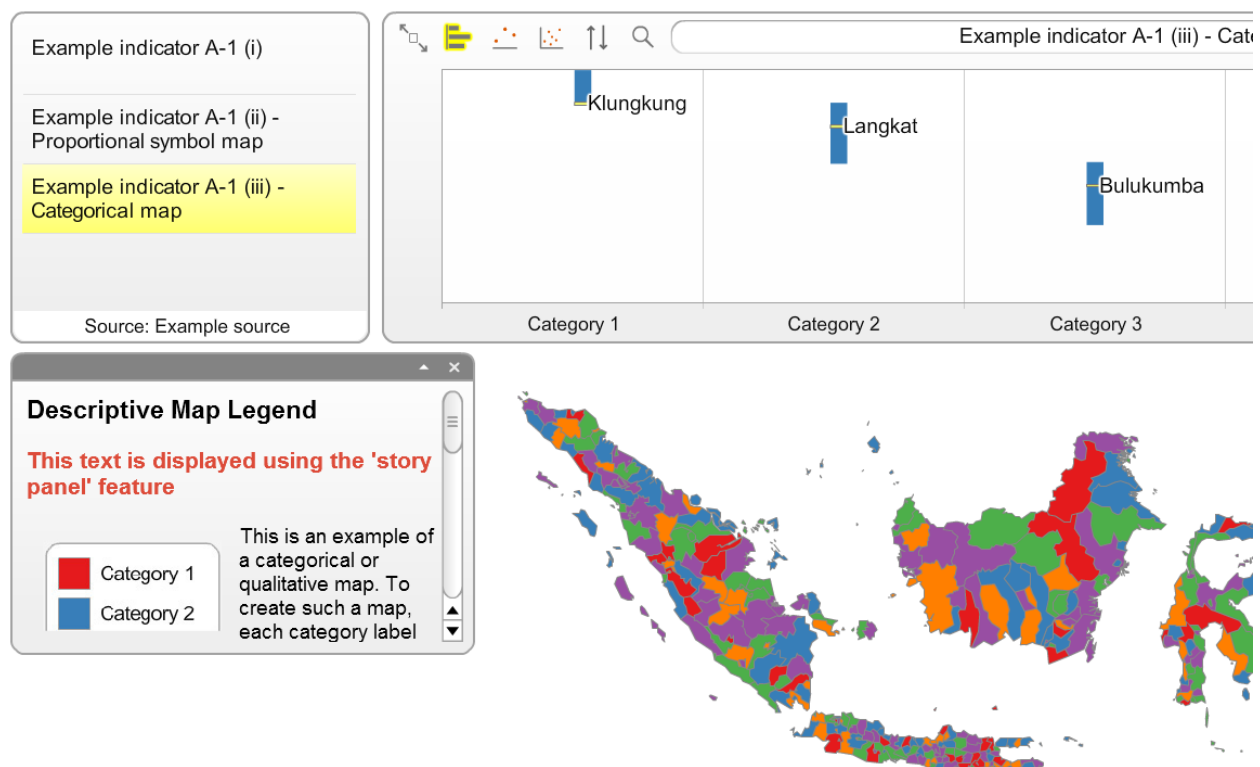 Example indicator A-1 (i)
Example indicator A-1 (ii) -
Proportional symbol map
Example indicator A-1 (iii) -
Categorical map
Source: Example source
Example indicator A-1 (iii) - Cate
Klungkung
Langkat
Bulukumba
Category 1
Category 2
Category 3
Descriptive Map Legend
This text is displayed using the 'story
panel' feature
Category 1
Category 2
This is an example of
a categorical or
qualitative map. To
create such a map,
each category label